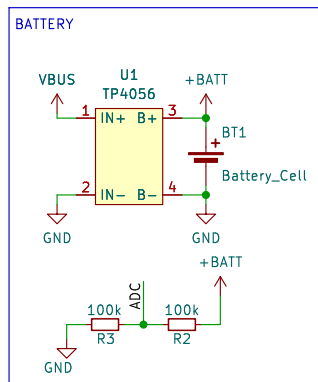 BATTERY
U1
TP4056
VBUS
+BATT
1 IN+ B+ 3
BT1
+
Battery_Cell
2 IN- B- 4
GND
GND
+BATT
ADC
100k
100k
R3
R2
GND